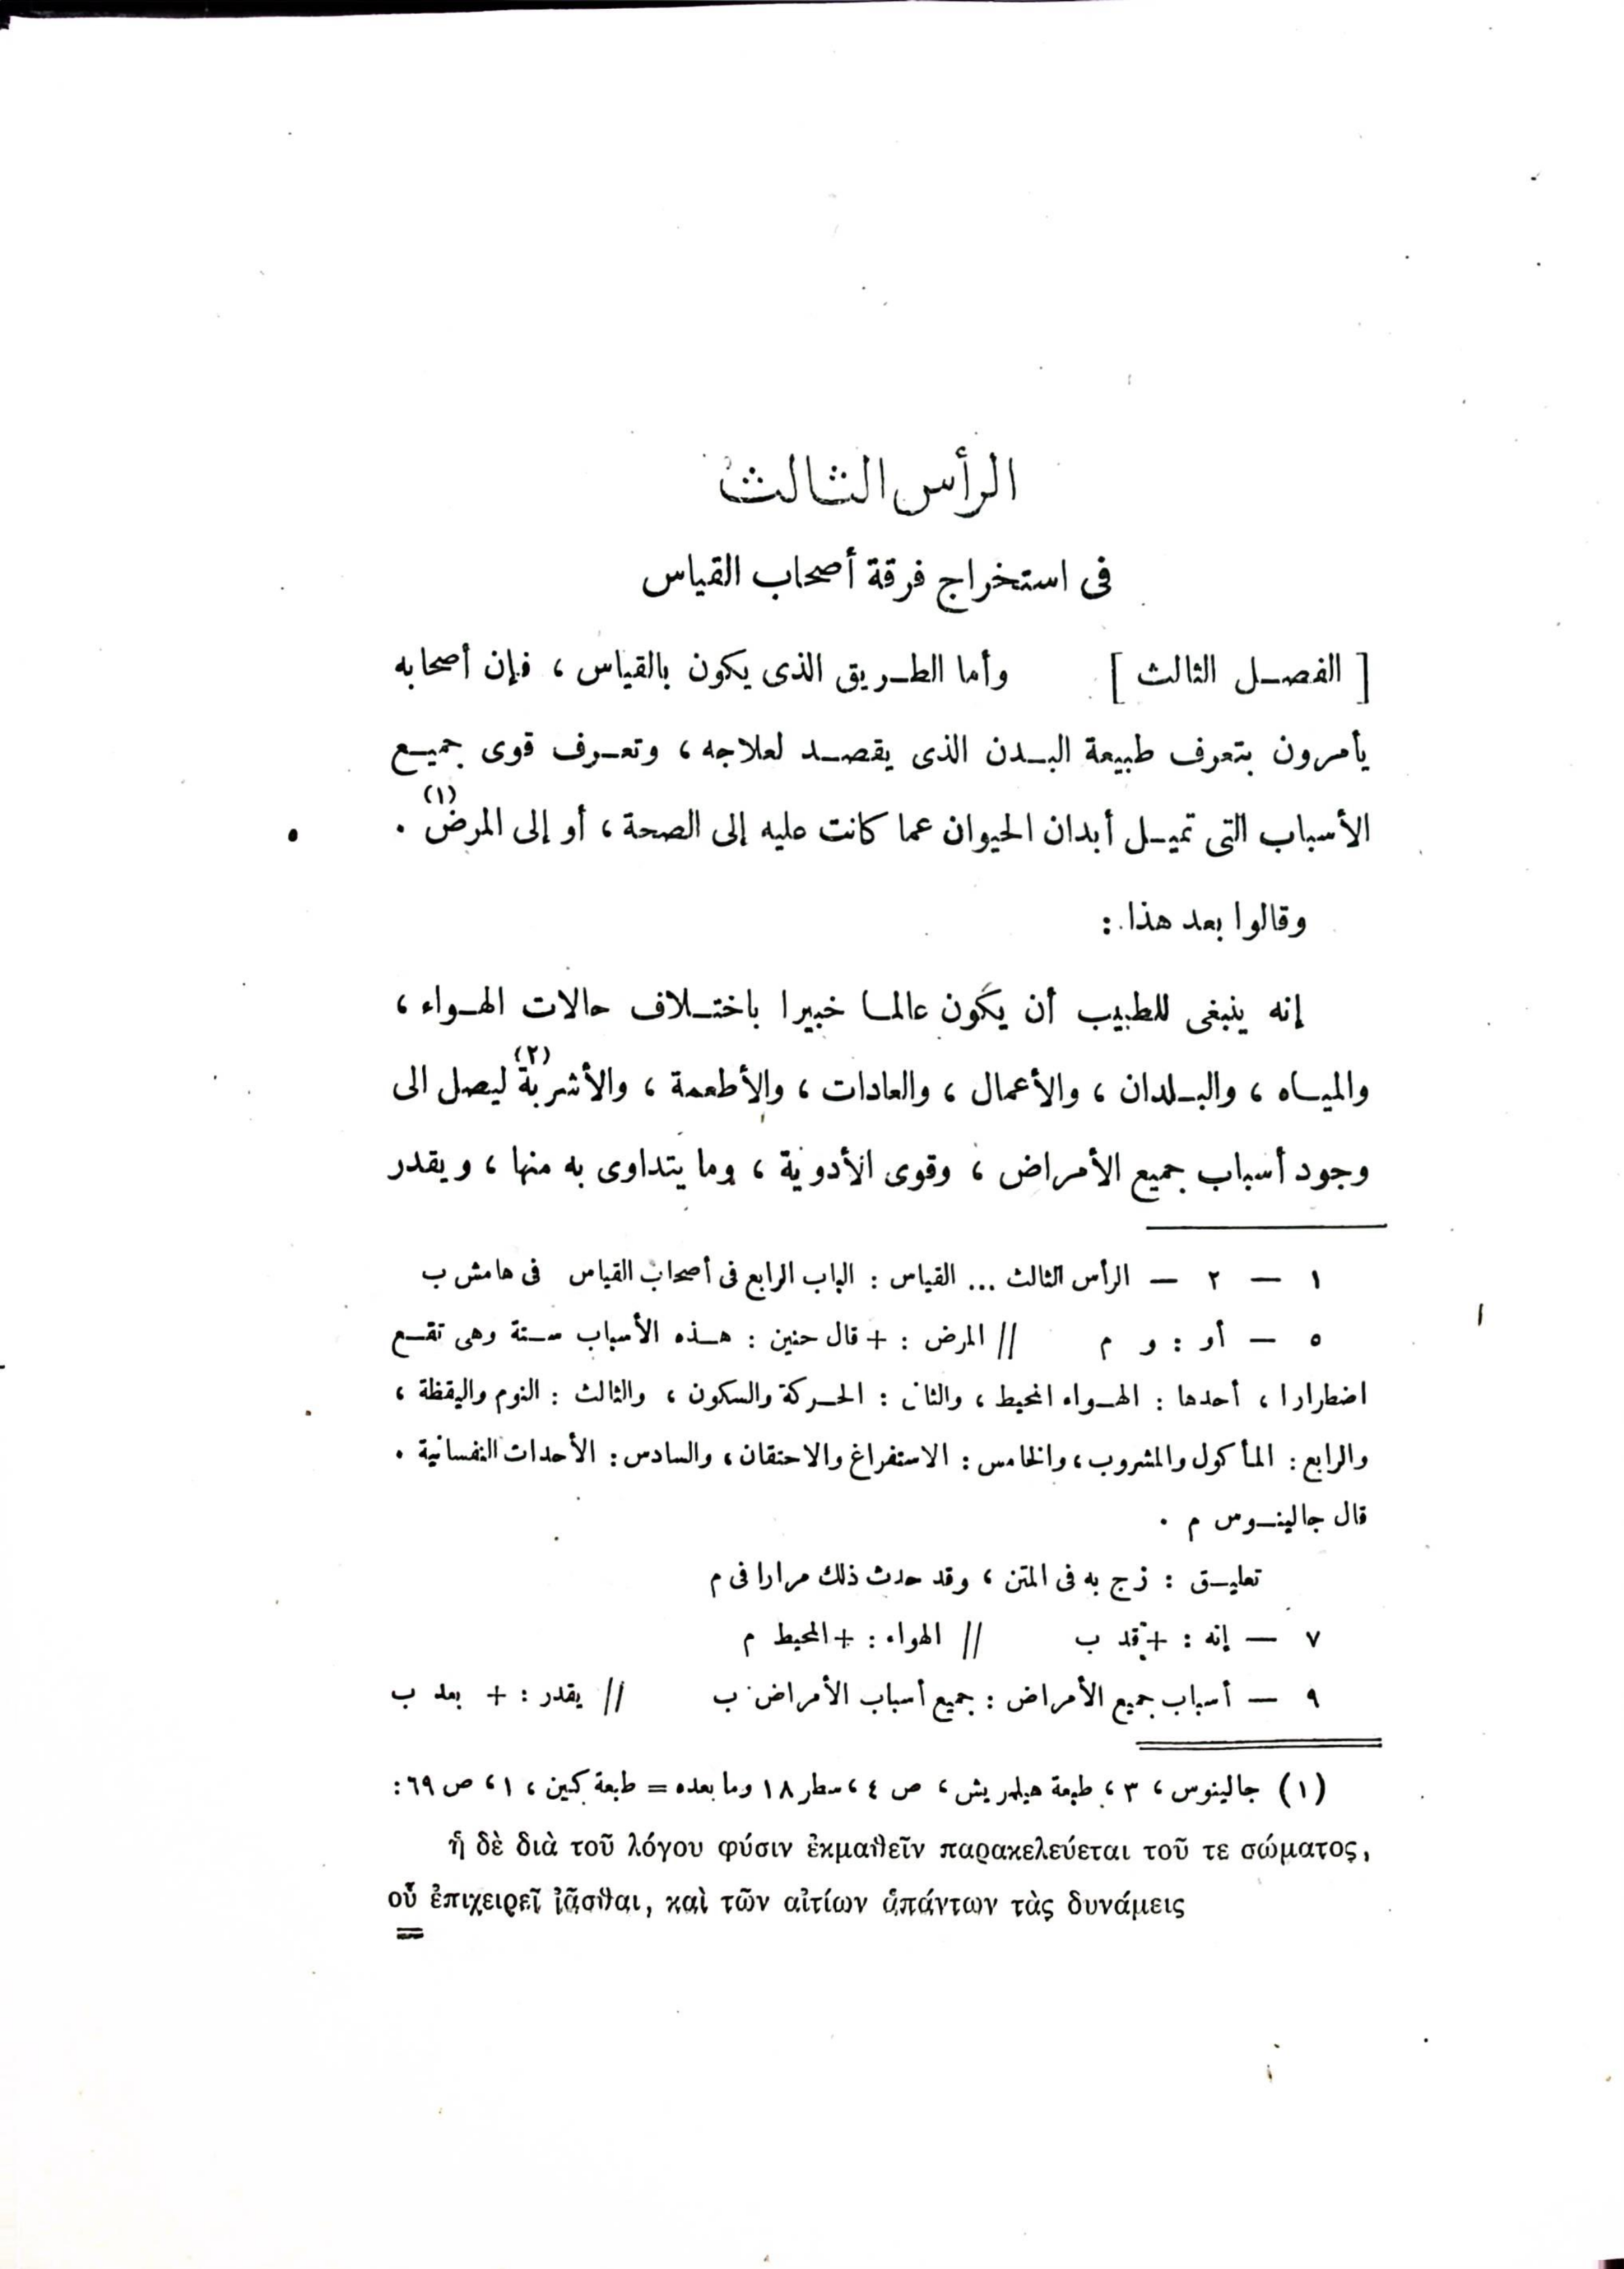 الرأس الثالث
فى استخراج فرقة أصحاب القياس
[ الفصل الثالث ] وأما الطريق الذى يكون بالقياس ، فإن أصحابه
يأمرون بتعرف طبيعة البدن الذى يقصد لعلاجه ، وتعرف قوى جميع
الأسباب التى تميل أبدان الحيوان عما كانت عليه إلى الصحة ، أو إلى المرض (١) . ٥
وقالوا بعد هذا :
إنه ينبغى للطبيب أن يكون عالما خبيرا باختلاف حالات الهواء ،
والمياه ، والبلدان ، والأعمال ، والعادات ، والأطعمة ، والأشربة (٢) ليصل الى
وجود أسباب جميع الأمراض ، وقوى الأدوية ، وما يتداوى به منها ، ويقدر
١ — ٢ — الرأس الثالث ... القياس : الباب الرابع فى أصحاب القياس فى هامش ب
٥ — أو : و م // المرض : + قال حنين : هذه الأسباب ستة وهى تقع
اضطرارا ، أحدها : الهواء المحيط ، والثانى : الحركة والسكون ، والثالث : النوم واليقظة ،
والرابع : المأكول والمشروب ، والخامس : الاستفراغ والاحتقان ، والسادس : الأحداث النفسانية .
قال جالينوس م .
تعليق : زج به فى المتن ، وقد حدث ذلك مرارا فى م
٧ — إنه : + قد ب // الهواء : + المحيط م
٩ — أسباب جميع الأمراض : جميع أسباب الأمراض ب // يقدر : + بعد ب
(١) جالينوس ، ٣ ، طبعة هيلمريش ، ص ٤ ، سطر ١٨ وما بعده = طبعة كين ، ١ ، ص ٦٩ :
ἡ δὲ διὰ τοῦ λόγου φύσιν ἐκμαθεῖν παρακελεύεται τοῦ τε σώματος,
οὗ ἐπιχειρεῖ ἰᾶσθαι, καὶ τῶν αἰτίων ἁπάντων τὰς δυνάμεις
=